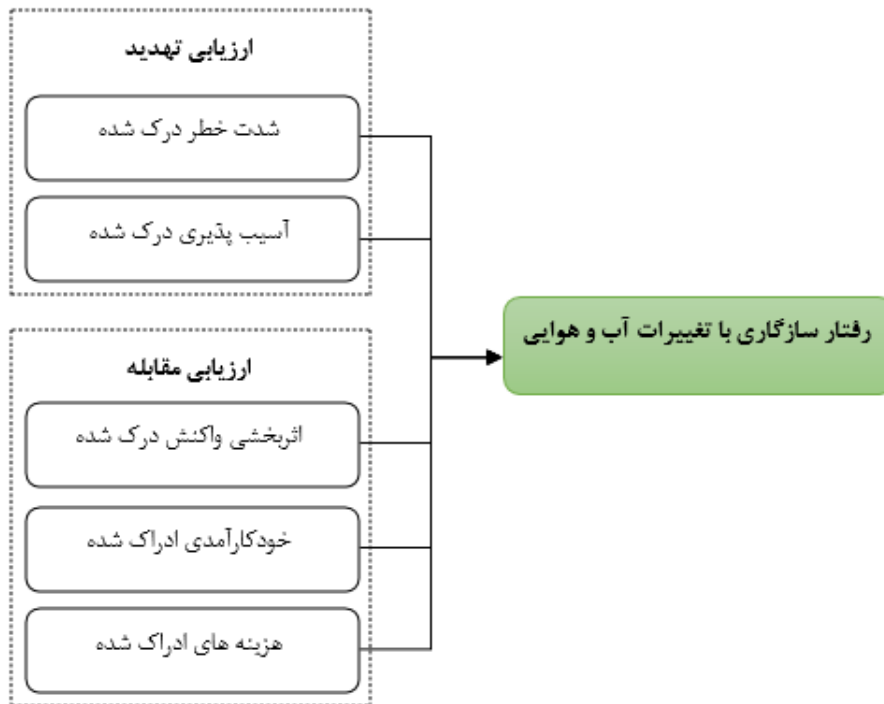 ارزیابی تهدید
شدت خطر درک شده
آسیب پذیری درک شده
رفتار سازگاری با تغییرات آب و هوایی
ارزیابی مقابله
اثربخشی واکنش درک شده
خودکارآمدی ادراک شده
هزینه های ادراک شده